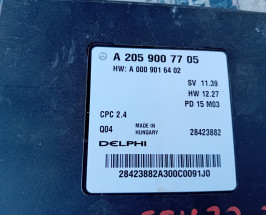 A 205 900 77 05
HW: A 000 901 64 02
SV 11.39
HW 12.27
PD 15 M03
CPC 2.4
Q04
MADE IN
HUNGARY
28423882
DELPHI
28423882A300C0091J0